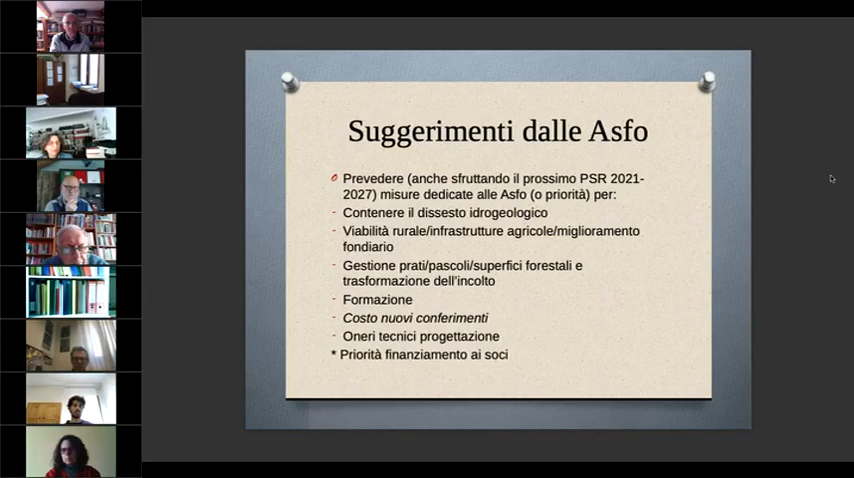 Suggerimenti dalle Asfo
Prevedere (anche sfruttando il prossimo PSR 2021-
2027) misure dedicate alle Asfo (o priorità) per:
- Contenere il dissesto idrogeologico
- Viabilità rurale/infrastrutture agricole/miglioramento
fondiario
- Gestione prati/pascoli/superfici forestali e
trasformazione dell'incolto
- Formazione
- Costo nuovi conferimenti
- Oneri tecnici progettazione
* Priorità finanziamento ai soci